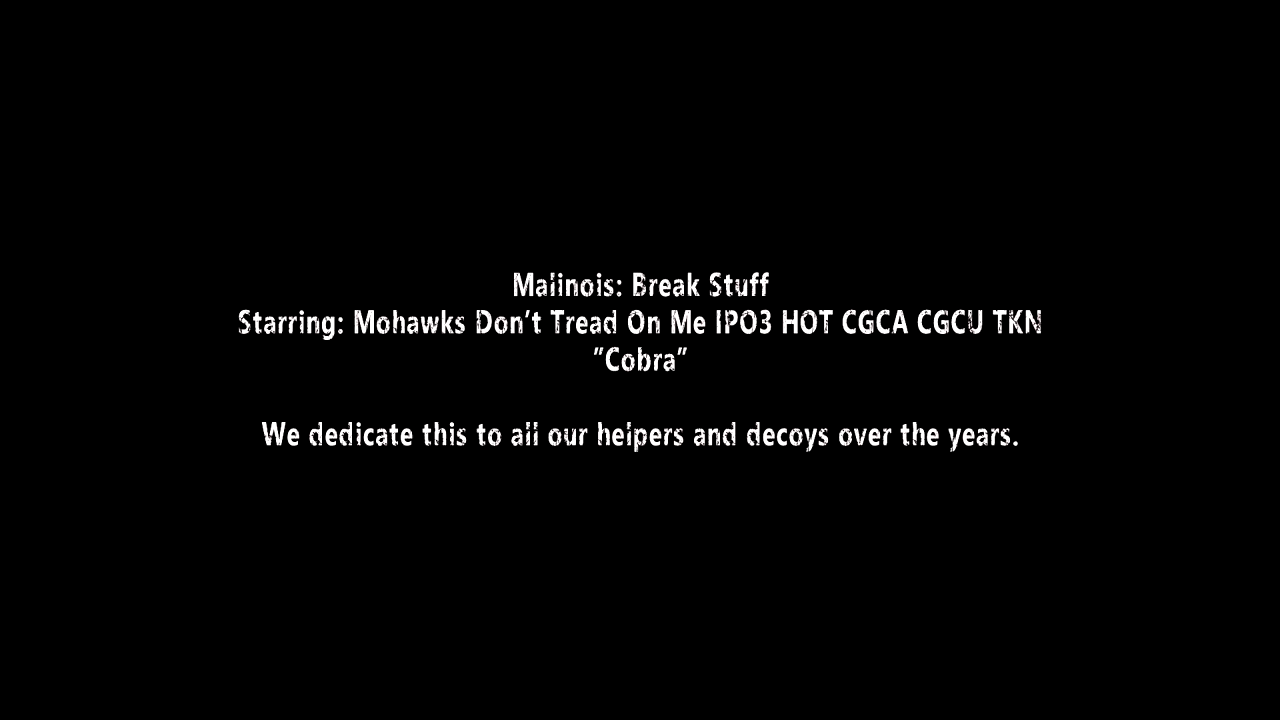 Malinois: Break Stuff
Starring: Mohawks Don't Tread On Me IPO3 HOT CGCA CGCU TKN
"Cobra"
We dedicate this to all our helpers and decoys over the years.